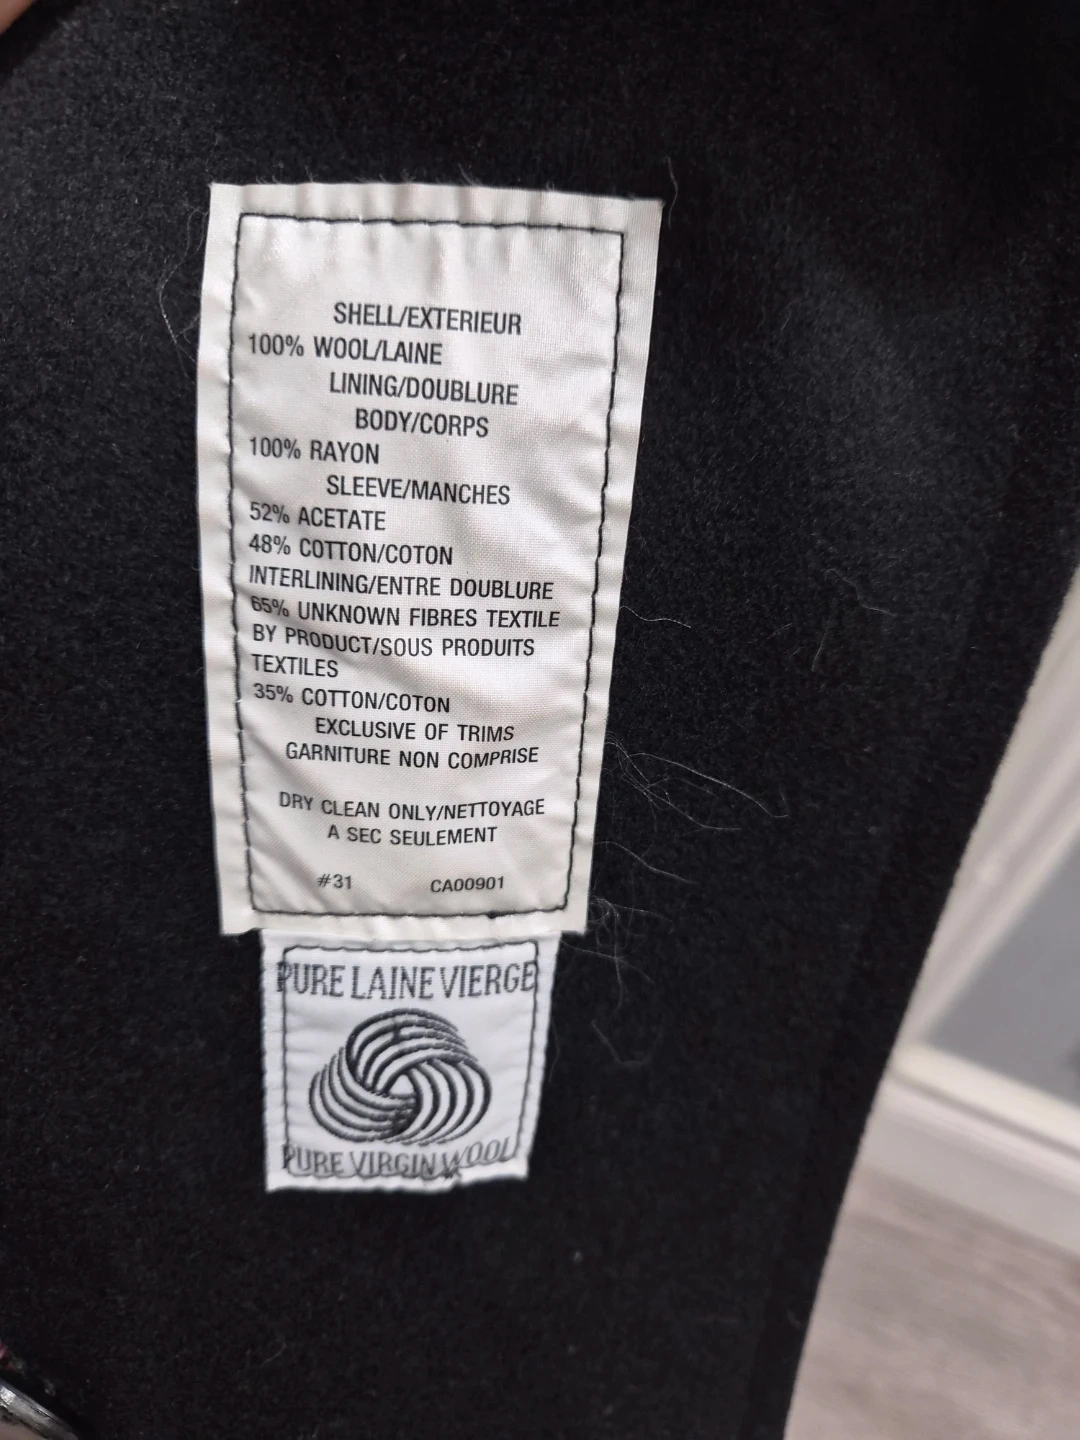 SHELL/EXTERIEUR
100% WOOL/LAINE
LINING/DOUBLURE
BODY/CORPS
100% RAYON
SLEEVE/MANCHES
52% ACETATE
48% COTTON/COTON
INTERLINING/ENTRE DOUBLURE
65% UNKNOWN FIBRES TEXTILE
BY PRODUCT/SOUS PRODUITS
TEXTILES
35% COTTON/COTON
EXCLUSIVE OF TRIMS
GARNITURE NON COMPRISE
DRY CLEAN ONLY/NETTOYAGE
A SEC SEULEMENT
#31 CA00901
PURE LAINE VIERGE
PURE VIRGIN WOOL